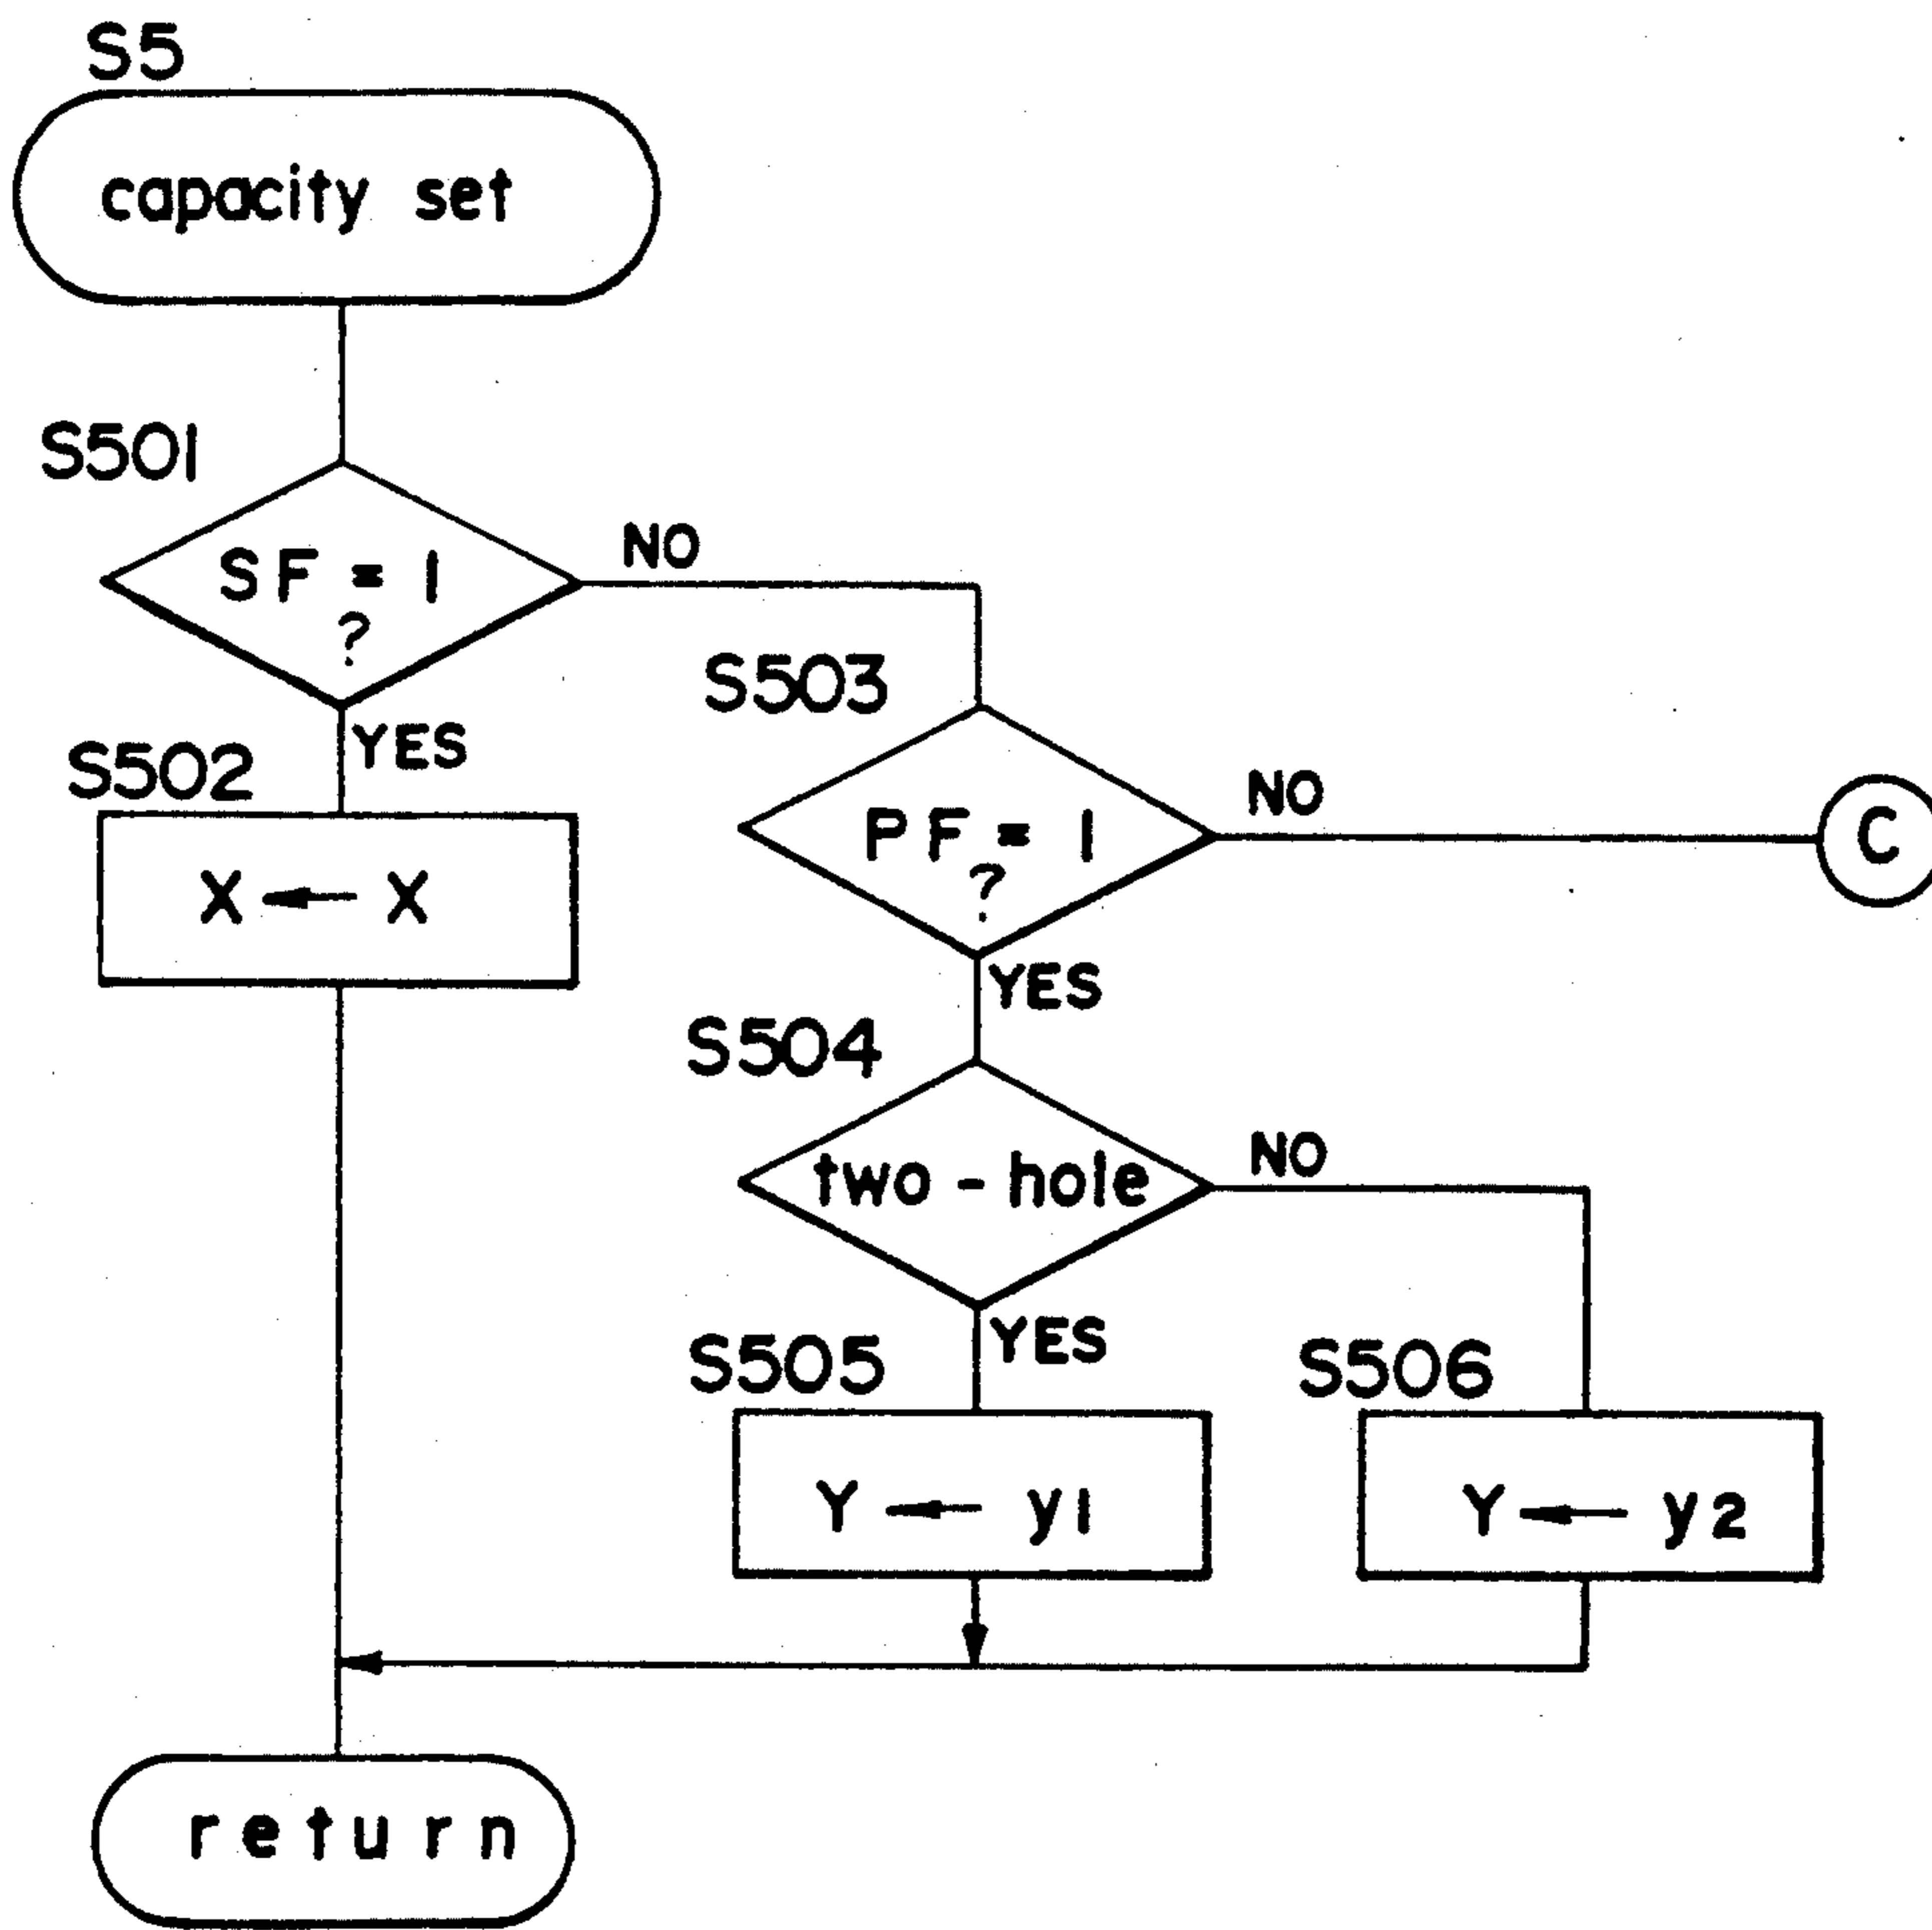 S5
capacity set
S501
SF = 1
?
NO
YES
S502
X ← X
S503
PF = 1
?
NO
C
YES
S504
two - hole
NO
YES
S505
Y ← y1
S506
Y ← y2
return